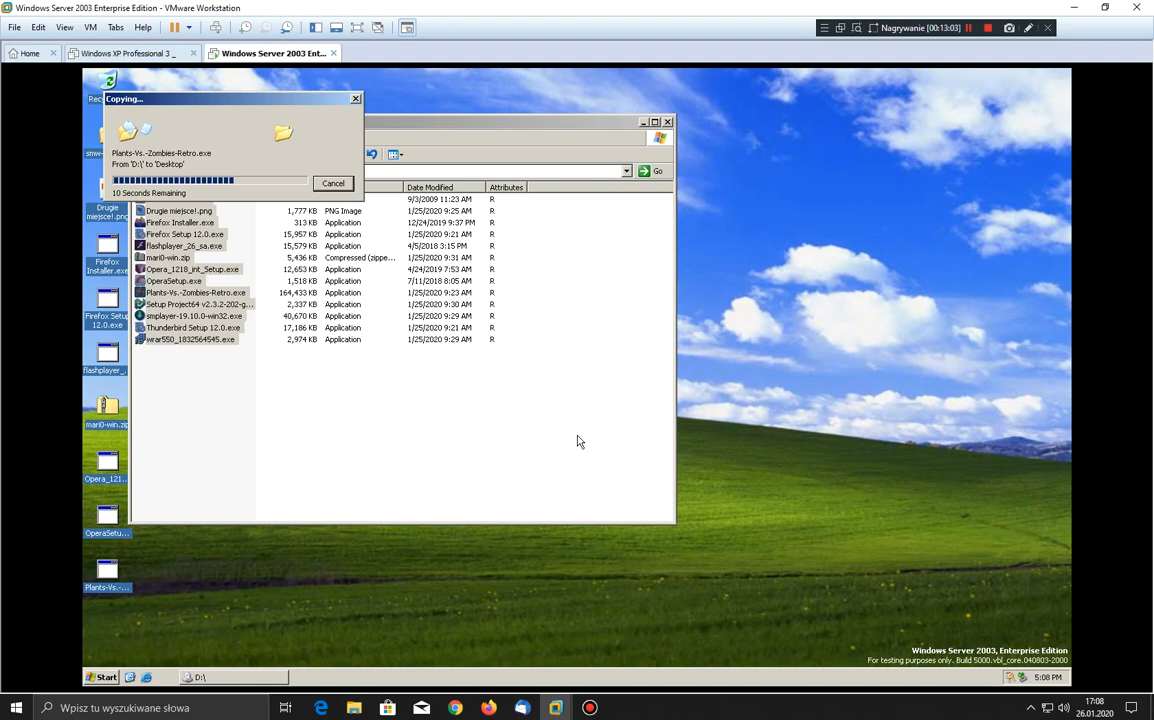 Windows Server 2003 Enterprise Edition - VMware Workstation
File Edit View VM Tabs Help
Nagrywanie [00:13:03]
Home
Windows XP Professional 3 _
Windows Server 2003 Ent...
Copying...
Plants-Vs.-Zombies-Retro.exe
From 'D:\' to 'Desktop'
10 Seconds Remaining
Cancel
Go
Date Modified Attributes
9/3/2009 11:23 AM R
Drugie miejsce!.png 1,777 KB PNG Image 1/25/2020 9:25 AM R
Firefox Installer.exe 313 KB Application 12/24/2019 9:37 PM R
Firefox Setup 12.0.exe 15,957 KB Application 1/25/2020 9:21 AM R
flashplayer_26_sa.exe 15,579 KB Application 4/5/2018 3:15 PM R
mari0-win.zip 5,436 KB Compressed (zippe... 1/25/2020 9:31 AM R
Opera_1218_int_Setup.exe 12,653 KB Application 4/24/2019 7:53 AM R
OperaSetup.exe 1,518 KB Application 7/11/2018 8:05 AM R
Plants-Vs.-Zombies-Retro.exe 164,433 KB Application 1/25/2020 9:23 AM R
Setup Project64 v2.3.2-202-g... 2,337 KB Application 1/25/2020 9:30 AM R
smplayer-19.10.0-win32.exe 40,670 KB Application 1/25/2020 9:29 AM R
Thunderbird Setup 12.0.exe 17,186 KB Application 1/25/2020 9:21 AM R
wrar550_1832564545.exe 2,974 KB Application 1/25/2020 9:29 AM R
Rec
smw-
Drugie
miejsce!.png
Firefox
Installer.exe
Firefox Setu
12.0.exe
flashplayer_.
mari0-win.zip
Opera_121..
OperaSetu...
Plants-Vs.-...
Windows Server 2003, Enterprise Edition
For testing purposes only. Build 5000.vbl_core.040803-2000
Start
D:\
5:08 PM
Wpisz tu wyszukiwane słowa
17:08
26.01.2020